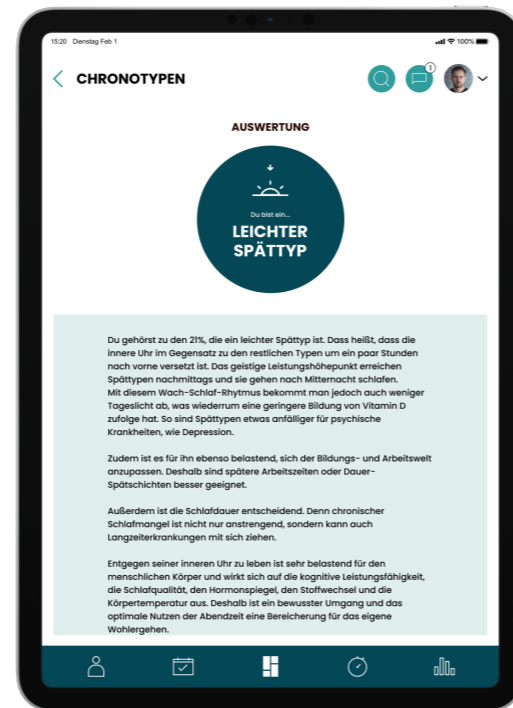 15:20 Dienstag Feb 1
100%
CHRONOTYPEN
1
AUSWERTUNG
Du bist ein...
LEICHTER
SPÄTTYP
Du gehörst zu den 21%, die ein leichter Spättyp ist. Dass heißt, dass die
innere Uhr im Gegensatz zu den restlichen Typen um ein paar Stunden
nach vorne versetzt ist. Das geistige Leistungshöhepunkt erreichen
Spättypen nachmittags und sie gehen nach Mitternacht schlafen.
Mit diesem Wach-Schlaf-Rhytmus bekommt man jedoch auch weniger
Tageslicht ab, was wiederrum eine geringere Bildung von Vitamin D
zufolge hat. So sind Spättypen etwas anfälliger für psychische
Krankheiten, wie Depression.
Zudem ist es für ihn ebenso belastend, sich der Bildungs- und Arbeitswelt
anzupassen. Deshalb sind spätere Arbeitszeiten oder Dauer-
Spätschichten besser geeignet.
Außerdem ist die Schlafdauer entscheidend. Denn chronischer
Schlafmangel ist nicht nur anstrengend, sondern kann auch
Langzeiterkrankungen mit sich ziehen.
Entgegen seiner inneren Uhr zu leben ist sehr belastend für den
menschlichen Körper und wirkt sich auf die kognitive Leistungsfähigkeit,
die Schlafqualität, den Hormonspiegel, den Stoffwechsel und die
Körpertemperatur aus. Deshalb ist ein bewusster Umgang und das
optimale Nutzen der Abendzeit eine Bereicherung für das eigene
Wohlergehen.